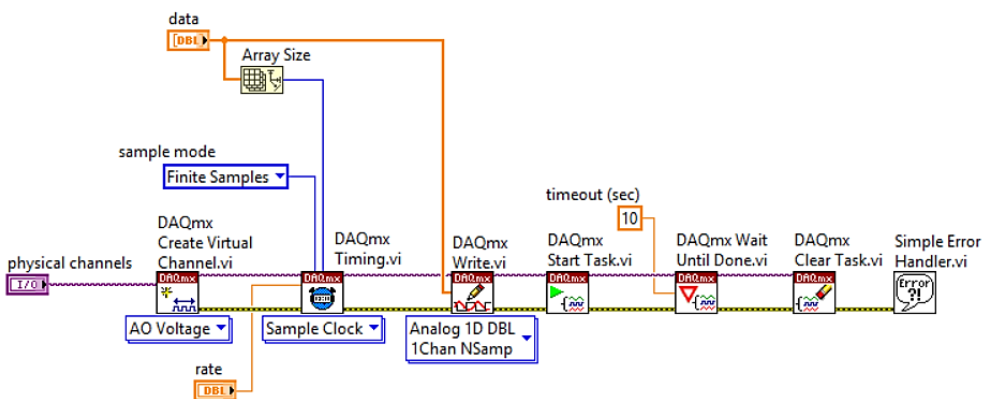 data
[DBL]
Array Size
sample mode
Finite Samples
timeout (sec)
10
DAQmx
Create Virtual
Channel.vi
DAQmx
Timing.vi
DAQmx
Write.vi
DAQmx
Start Task.vi
DAQmx Wait
Until Done.vi
DAQmx
Clear Task.vi
Simple Error
Handler.vi
physical channels
I/O
DAQmx
DAQmx
DAQmx
DAQmx
DAQmx
DAQmx
Error
?!
AO Voltage
Sample Clock
Analog 1D DBL
1Chan NSamp
rate
DBL